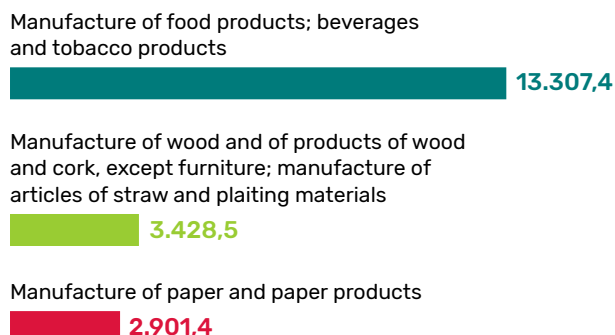 Manufacture of food products; beverages
and tobacco products
13.307,4
Manufacture of wood and of products of wood
and cork, except furniture; manufacture of
articles of straw and plaiting materials
3.428,5
Manufacture of paper and paper products
2.901,4